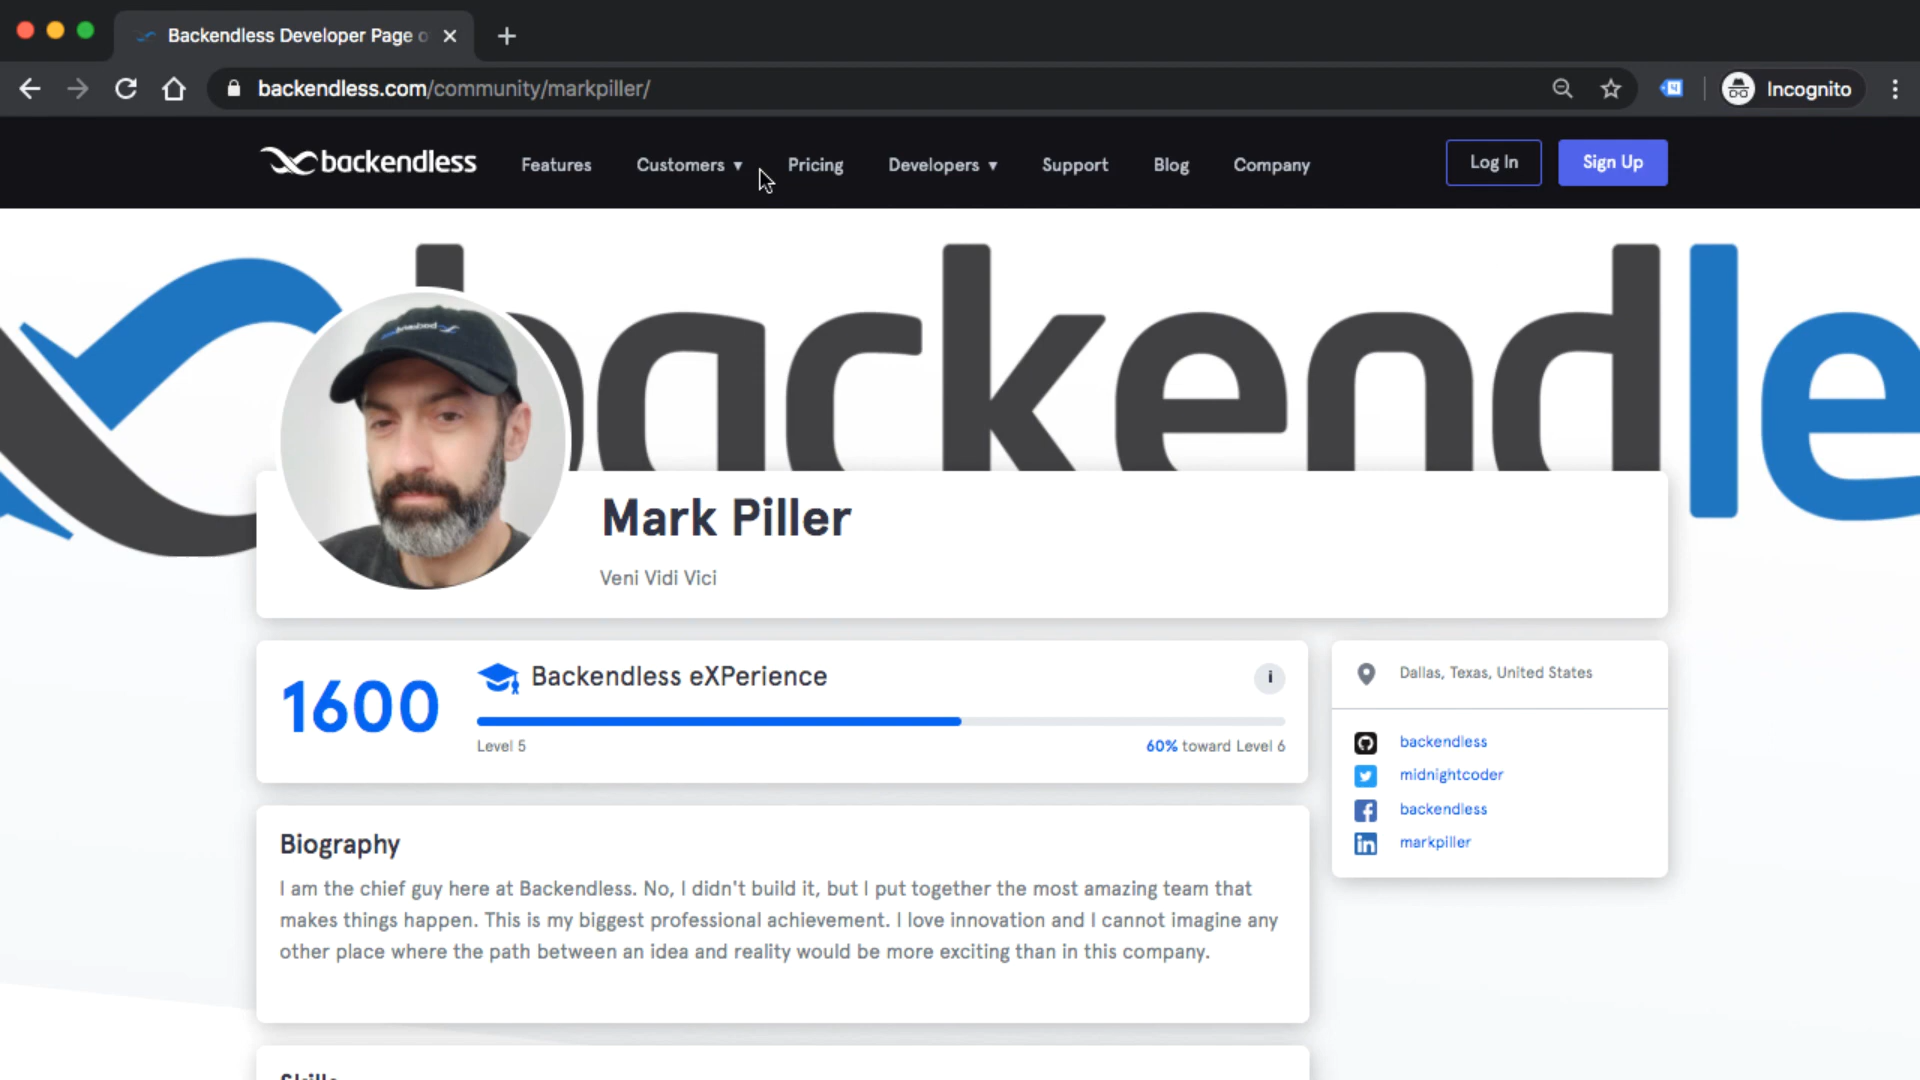 Backendless Developer Page
backendless.com/community/markpiller/
Incognito
backendless
Features
Customers ▾
Pricing
Developers ▾
Support
Blog
Company
Log In
Sign Up
backendle
Mark Piller
Veni Vidi Vici
1600
Backendless eXPerience
i
Level 5
60% toward Level 6
Dallas, Texas, United States
backendless
midnightcoder
backendless
markpiller
Biography
I am the chief guy here at Backendless. No, I didn't build it, but I put together the most amazing team that
makes things happen. This is my biggest professional achievement. I love innovation and I cannot imagine any
other place where the path between an idea and reality would be more exciting than in this company.
Skills